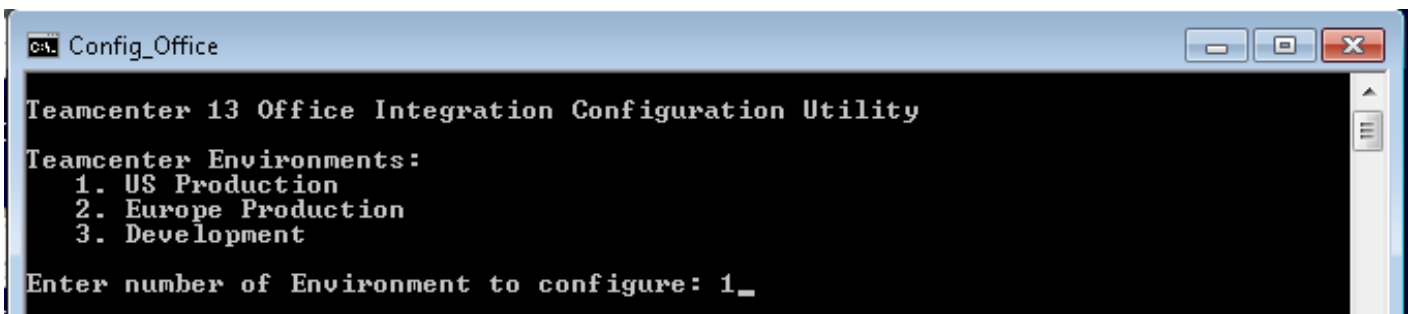 Config_Office
Teamcenter 13 Office Integration Configuration Utility
Teamcenter Environments:
1. US Production
2. Europe Production
3. Development
Enter number of Environment to configure: 1_